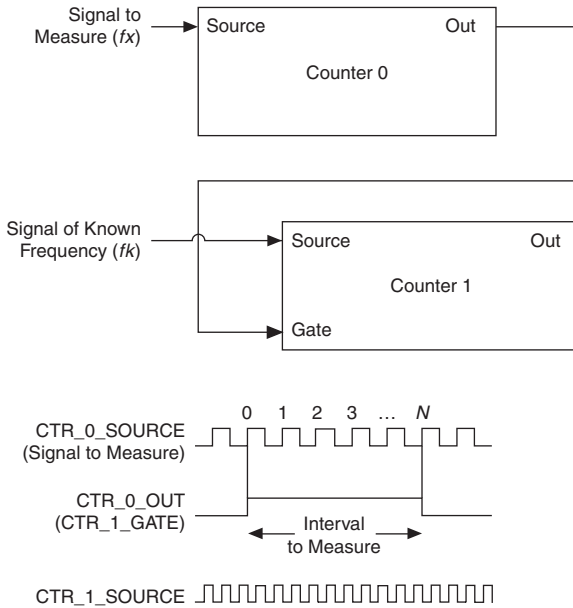 Signal to
Measure (fx)
Source
Out
Counter 0
Signal of Known
Frequency (fk)
Source
Out
Counter 1
Gate
0 1 2 3 … N
CTR_0_SOURCE
(Signal to Measure)
CTR_0_OUT
(CTR_1_GATE)
Interval
to Measure
CTR_1_SOURCE